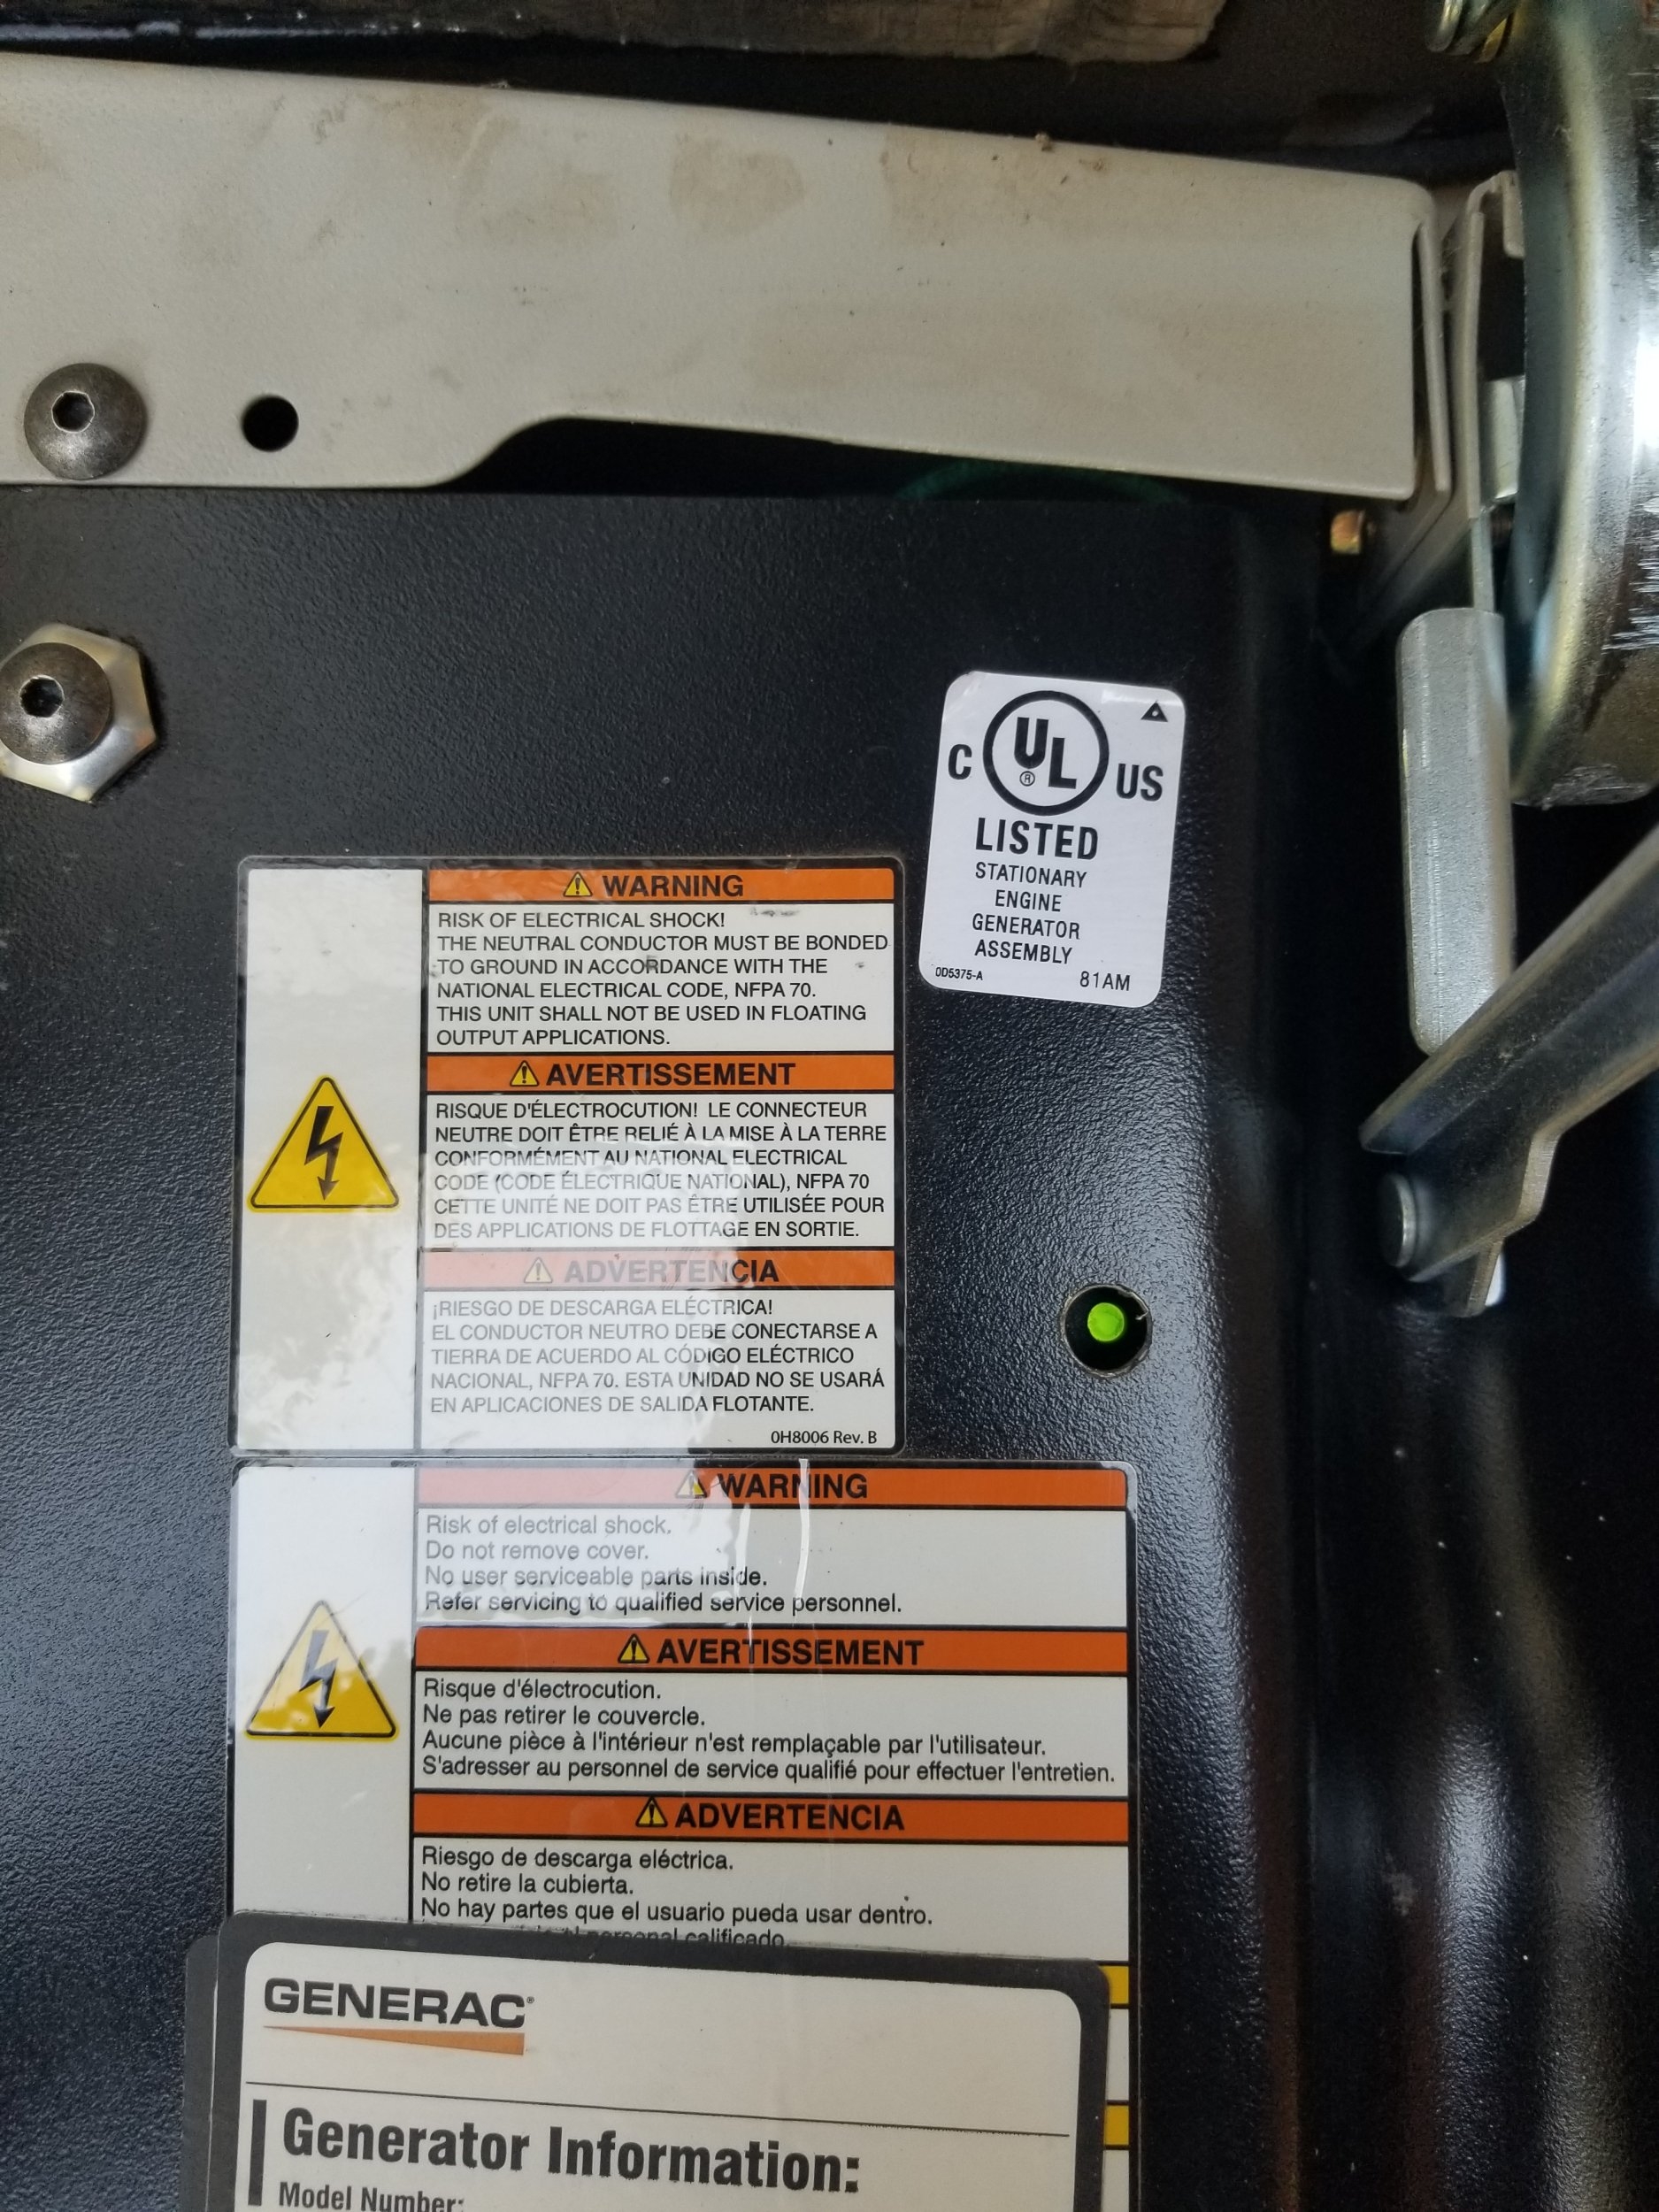 UL
®
C US
LISTED
STATIONARY
ENGINE
GENERATOR
ASSEMBLY
0D5375-A 81AM
WARNING
RISK OF ELECTRICAL SHOCK!
THE NEUTRAL CONDUCTOR MUST BE BONDED
TO GROUND IN ACCORDANCE WITH THE
NATIONAL ELECTRICAL CODE, NFPA 70.
THIS UNIT SHALL NOT BE USED IN FLOATING
OUTPUT APPLICATIONS.
AVERTISSEMENT
RISQUE D'ÉLECTROCUTION! LE CONNECTEUR
NEUTRE DOIT ÊTRE RELIÉ À LA MISE À LA TERRE
CONFORMÉMENT AU NATIONAL ELECTRICAL
CODE (CODE ÉLECTRIQUE NATIONAL), NFPA 70
CETTE UNITÉ NE DOIT PAS ÊTRE UTILISÉE POUR
DES APPLICATIONS DE FLOTTAGE EN SORTIE.
ADVERTENCIA
¡RIESGO DE DESCARGA ELÉCTRICA!
EL CONDUCTOR NEUTRO DEBE CONECTARSE A
TIERRA DE ACUERDO AL CÓDIGO ELÉCTRICO
NACIONAL, NFPA 70. ESTA UNIDAD NO SE USARÁ
EN APLICACIONES DE SALIDA FLOTANTE.
0H8006 Rev. B
WARNING
Risk of electrical shock.
Do not remove cover.
No user serviceable parts inside.
Refer servicing to qualified service personnel.
AVERTISSEMENT
Risque d'électrocution.
Ne pas retirer le couvercle.
Aucune pièce à l'intérieur n'est remplaçable par l'utilisateur.
S'adresser au personnel de service qualifié pour effectuer l'entretien.
ADVERTENCIA
Riesgo de descarga eléctrica.
No retire la cubierta.
No hay partes que el usuario pueda usar dentro.
personal calificado.
GENERAC®
Generator Information:
Model Number: